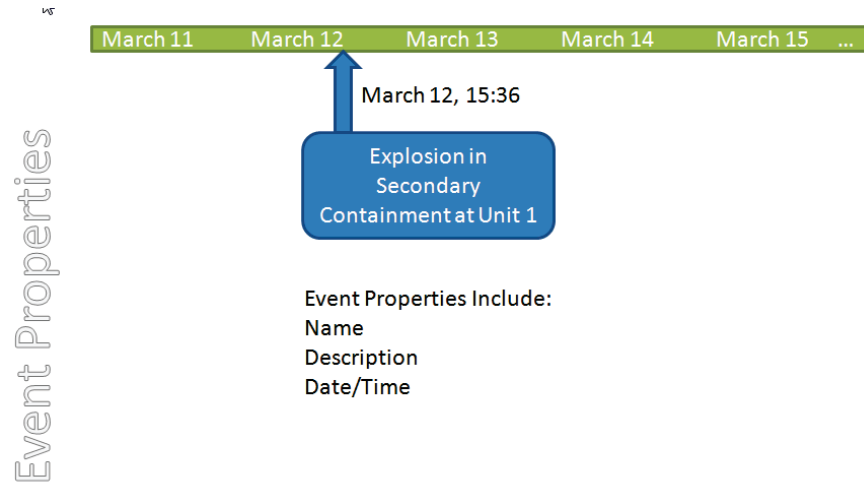 March 11 March 12 March 13 March 14 March 15 ...
March 12, 15:36
Explosion in
Secondary
Containment at Unit 1
Event Properties Include:
Name
Description
Date/Time
Event Properties